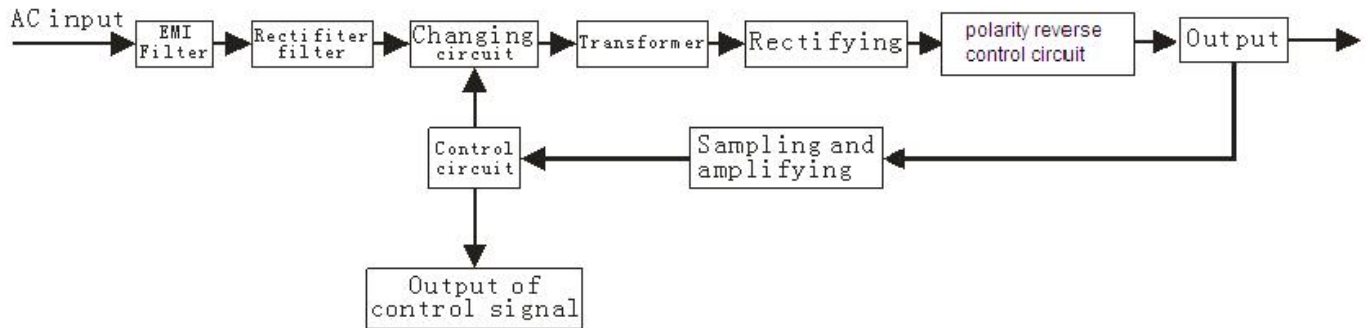 AC input
EMI
Filter
Rectifiter
filter
Changing
circuit
Transformer
Rectifying
polarity reverse
control circuit
Output
Control
circuit
Sampling and
amplifying
Output of
control signal